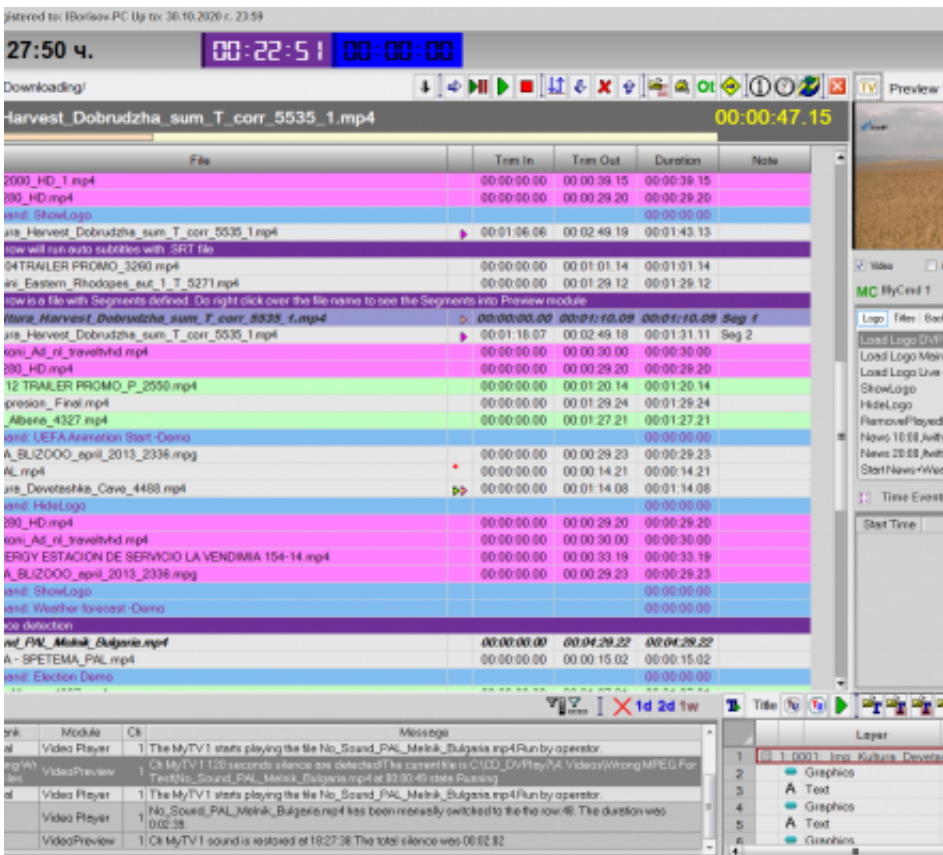 gistered to: IBorisov-PC Up to: 30.10.2020 г. 23:59
27:50 ч.
00:22:51
00:00:00
Downloading/
Preview
Harvest_Dobrudzha_sum_T_corr_5535_1.mp4
00:00:47.15
File Trim In Trim Out Duration Note
2000_HD_1.mp4 00:00:00.00 00:00:39.15 00:00:39.15
200_HD.mp4 00:00:00.00 00:00:29.20 00:00:29.20
and: ShowLogo 00:00:00.00
ura_Harvest_Dobrudzha_sum_T_corr_5535_1.mp4 00:01:06.06 00:02:49.19 00:01:43.13
row will run auto subtitles with .SRT file
04TRAILER PROMO_3260.mp4 00:00:00.00 00:01:01.14 00:01:01.14
ini_Eastern_Rhodopes_eut_1_T_5271.mp4 00:00:00.00 00:01:29.12 00:01:29.12
row is a file with Segments defined. Do right click over the file name to see the Segments into Preview module
ltura_Harvest_Dobrudzha_sum_T_corr_5535_1.mp4 00:00:00.00 00:01:10.09 00:01:10.09 Seg 1
ura_Harvest_Dobrudzha_sum_T_corr_5535_1.mp4 00:01:18.07 00:02:49.18 00:01:31.11 Seg 2
koni_Ad_nl_traveltvhd.mp4 00:00:00.00 00:00:30.00 00:00:30.00
280_HD.mp4 00:00:00.00 00:00:29.20 00:00:29.20
12 TRAILER PROMO_P_2550.mp4 00:00:00.00 00:01:20.14 00:01:20.14
presion_Final.mp4 00:00:00.00 00:01:29.24 00:01:29.24
_Albena_4327.mp4 00:00:00.00 00:01:27.21 00:01:27.21
and: UEFA Animation Start -Demo 00:00:00.00
A_BLIZOOO_april_2013_2336.mpg 00:00:00.00 00:00:29.23 00:00:29.23
AL.mp4 00:00:00.00 00:00:14.21 00:00:14.21
ura_Devetashka_Cave_4488.mp4 00:00:00.00 00:01:14.08 00:01:14.08
and: HideLogo 00:00:00.00
280_HD.mp4 00:00:00.00 00:00:29.20 00:00:29.20
koni_Ad_nl_traveltvhd.mp4 00:00:00.00 00:00:30.00 00:00:30.00
ERGY ESTACION DE SERVICIO LA VENDIMIA 154-14.mp4 00:00:00.00 00:00:33.19 00:00:33.19
A_BLIZOOO_april_2013_2336.mpg 00:00:00.00 00:00:29.23 00:00:29.23
and: ShowLogo 00:00:00.00
and: Weather forecast -Demo 00:00:00.00
nce detection
nd_PAL_Melnik_Bulgaria.mp4 00:00:00.00 00:04:29.22 00:04:29.22
A - SPETEMA_PAL.mp4 00:00:00.00 00:00:15.02 00:00:15.02
and: Election Demo 00:00:00.00
Video
MC MyCmd 1
Logo Titles
Load Logo
Load Logo
Load Logo Live
ShowLogo
HideLogo
RemovePlayed
News 10:00
News 20:00
Start News+
Time Event
Start Time
1d 2d 1w
Title
Module Ch Message
Video Player 1 The MyTV 1 starts playing the file No_Sound_PAL_Melnik_Bulgaria.mp4.Run by operator.
VideoPreview 1 Ch MyTV 1 120 seconds silence are detected!The current file is
Test\No_Sound_PAL_Melnik_Bulgaria.mp4 at 00:00:49 state Running
Video Player 1 The MyTV 1 starts playing the file No_Sound_PAL_Melnik_Bulgaria.mp4.Run by operator.
Video Player 1 No_Sound_PAL_Melnik_Bulgaria.mp4 has been manually switched to the the row:48. The duration was
0:02:38.
VideoPreview 1 Ch MyTV 1 sound is restored at 18:27:38.The total silence was 00:02:02
Layer
1 1: 0001: Imp_Kultura_Deveta
2 Graphics
3 A Text
4 Graphics
5 A Text
6 Graphics